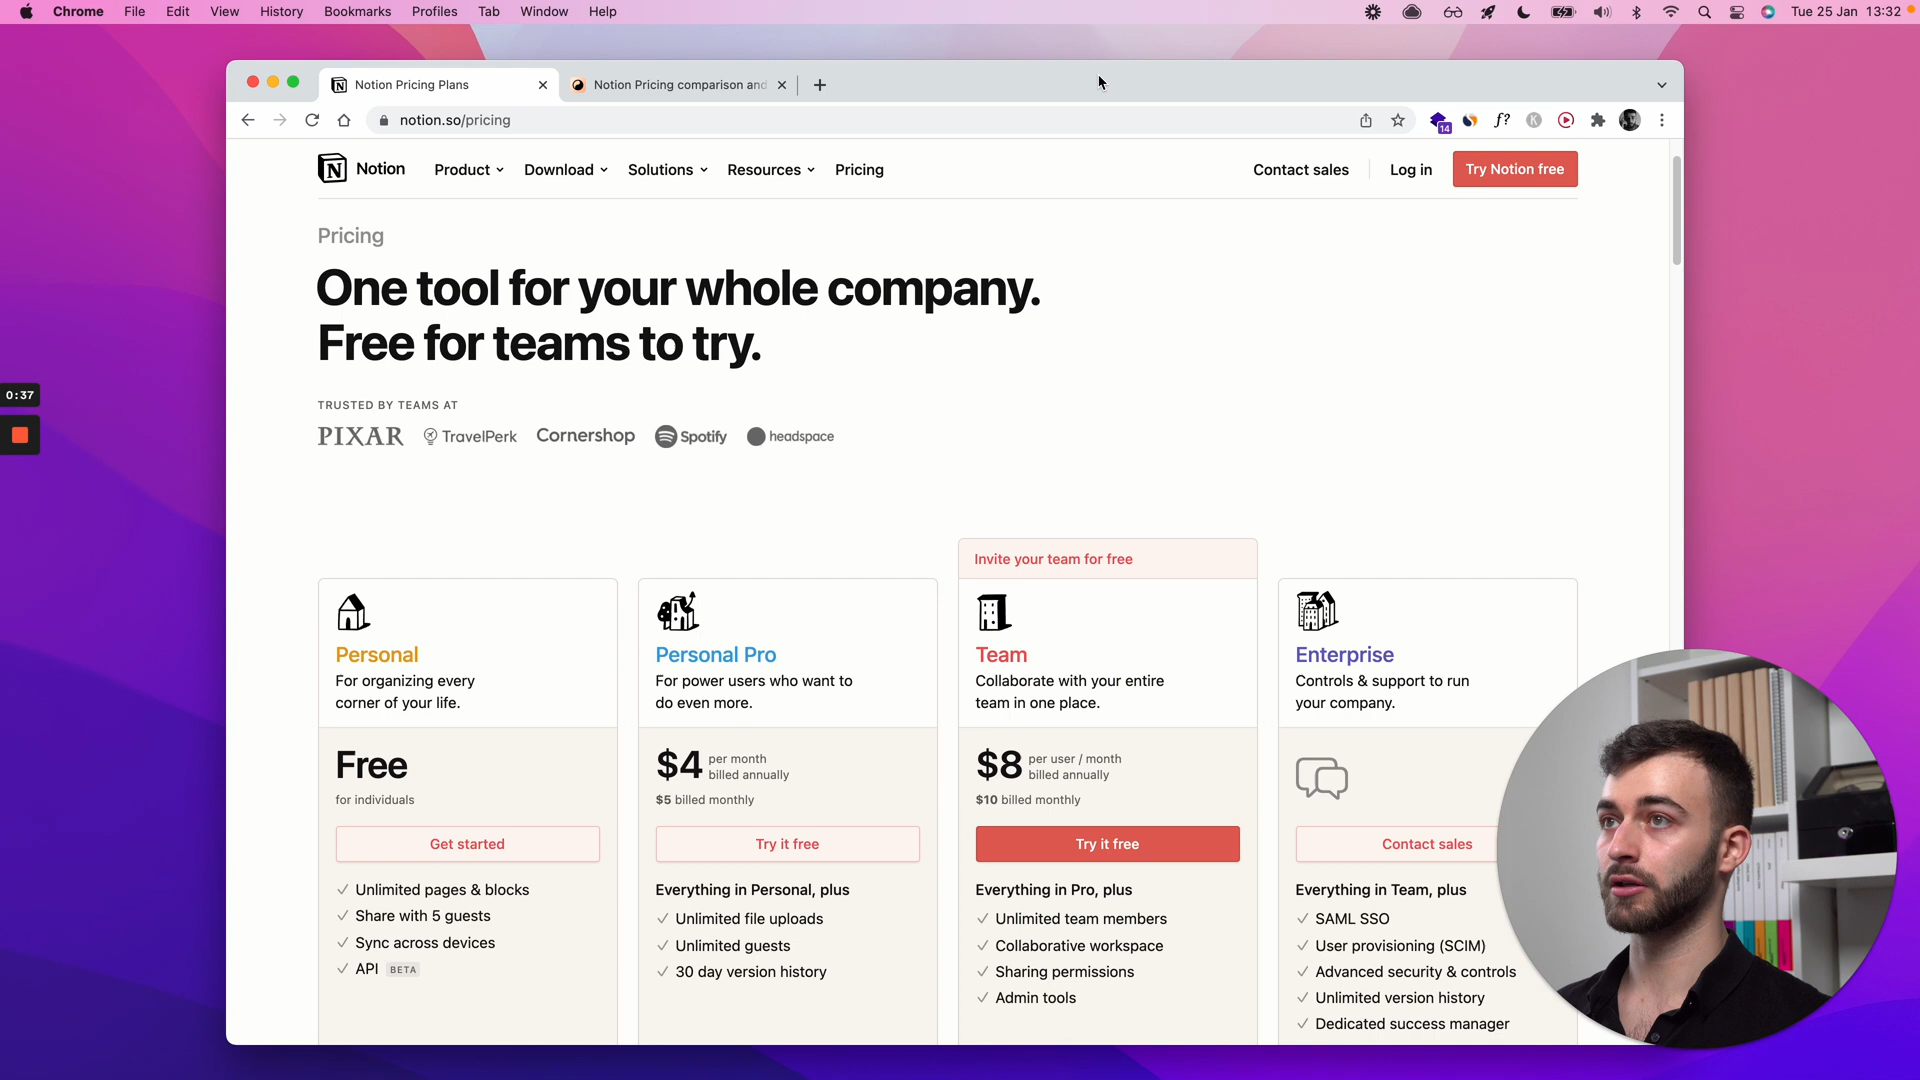 Chrome File Edit View History Bookmarks Profiles Tab Window Help
Tue 25 Jan 13:32
Notion Pricing Plans
Notion Pricing comparison and
notion.so/pricing
14
f?
K
Notion
Product
Download
Solutions
Resources
Pricing
Contact sales
Log in
Try Notion free
Pricing
One tool for your whole company.
Free for teams to try.
0:37
TRUSTED BY TEAMS AT
PIXAR
TravelPerk
Cornershop
Spotify
headspace
Personal
For organizing every
corner of your life.
Free
for individuals
Get started
Unlimited pages & blocks
Share with 5 guests
Sync across devices
API BETA
Personal Pro
For power users who want to
do even more.
$4 per month
billed annually
$5 billed monthly
Try it free
Everything in Personal, plus
Unlimited file uploads
Unlimited guests
30 day version history
Invite your team for free
Team
Collaborate with your entire
team in one place.
$8 per user / month
billed annually
$10 billed monthly
Try it free
Everything in Pro, plus
Unlimited team members
Collaborative workspace
Sharing permissions
Admin tools
Enterprise
Controls & support to run
your company.
Contact sales
Everything in Team, plus
SAML SSO
User provisioning (SCIM)
Advanced security & controls
Unlimited version history
Dedicated success manager